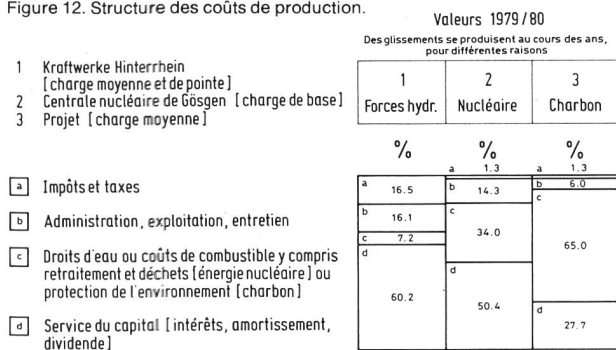 Figure 12. Structure des coûts de production.
Valeurs 1979/80
Des glissements se produisent au cours des ans,
pour différentes raisons
1 Kraftwerke Hinterrhein
[charge moyenne et de pointe]
2 Centrale nucléaire de Gösgen [charge de base]
3 Projet [charge moyenne]
1 2 3
Forces hydr. Nucléaire Charbon
% % %
a 1.3 a 1.3
a Impôts et taxes
b Administration, exploitation, entretien
c Droits d'eau ou coûts de combustible y compris
retraitement et déchets [énergie nucléaire] ou
protection de l'environnement [charbon]
d Service du capital [intérêts, amortissement,
dividende]
a 16.5
b 16.1
c 7.2
d 60.2
b 14.3
c 34.0
d 50.4
b 6.0
c 65.0
d 27.7